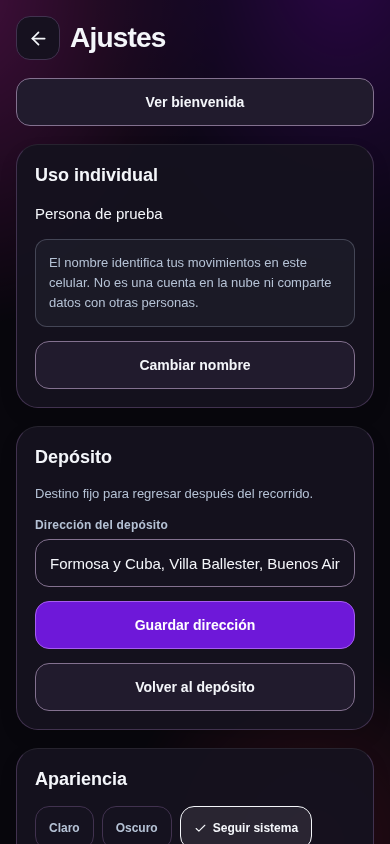 Ajustes
Ver bienvenida
Uso individual
Persona de prueba
El nombre identifica tus movimientos en este
celular. No es una cuenta en la nube ni comparte
datos con otras personas.
Cambiar nombre
Depósito
Destino fijo para regresar después del recorrido.
Dirección del depósito
Formosa y Cuba, Villa Ballester, Buenos Air
Guardar dirección
Volver al depósito
Apariencia
Claro
Oscuro
Seguir sistema